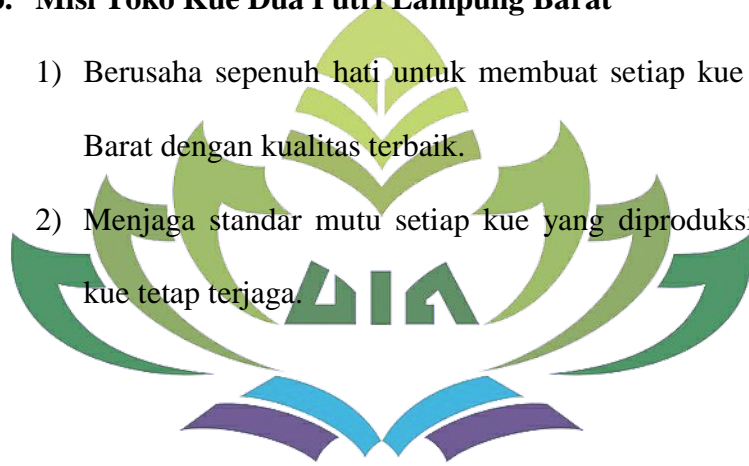 Misi Toko Kue Dua Putri Lampung Barat
1) Berusaha sepenuh hati untuk membuat setiap kue
Barat dengan kualitas terbaik.
2) Menjaga standar mutu setiap kue yang diproduksi
kue tetap terjaga.
UIN